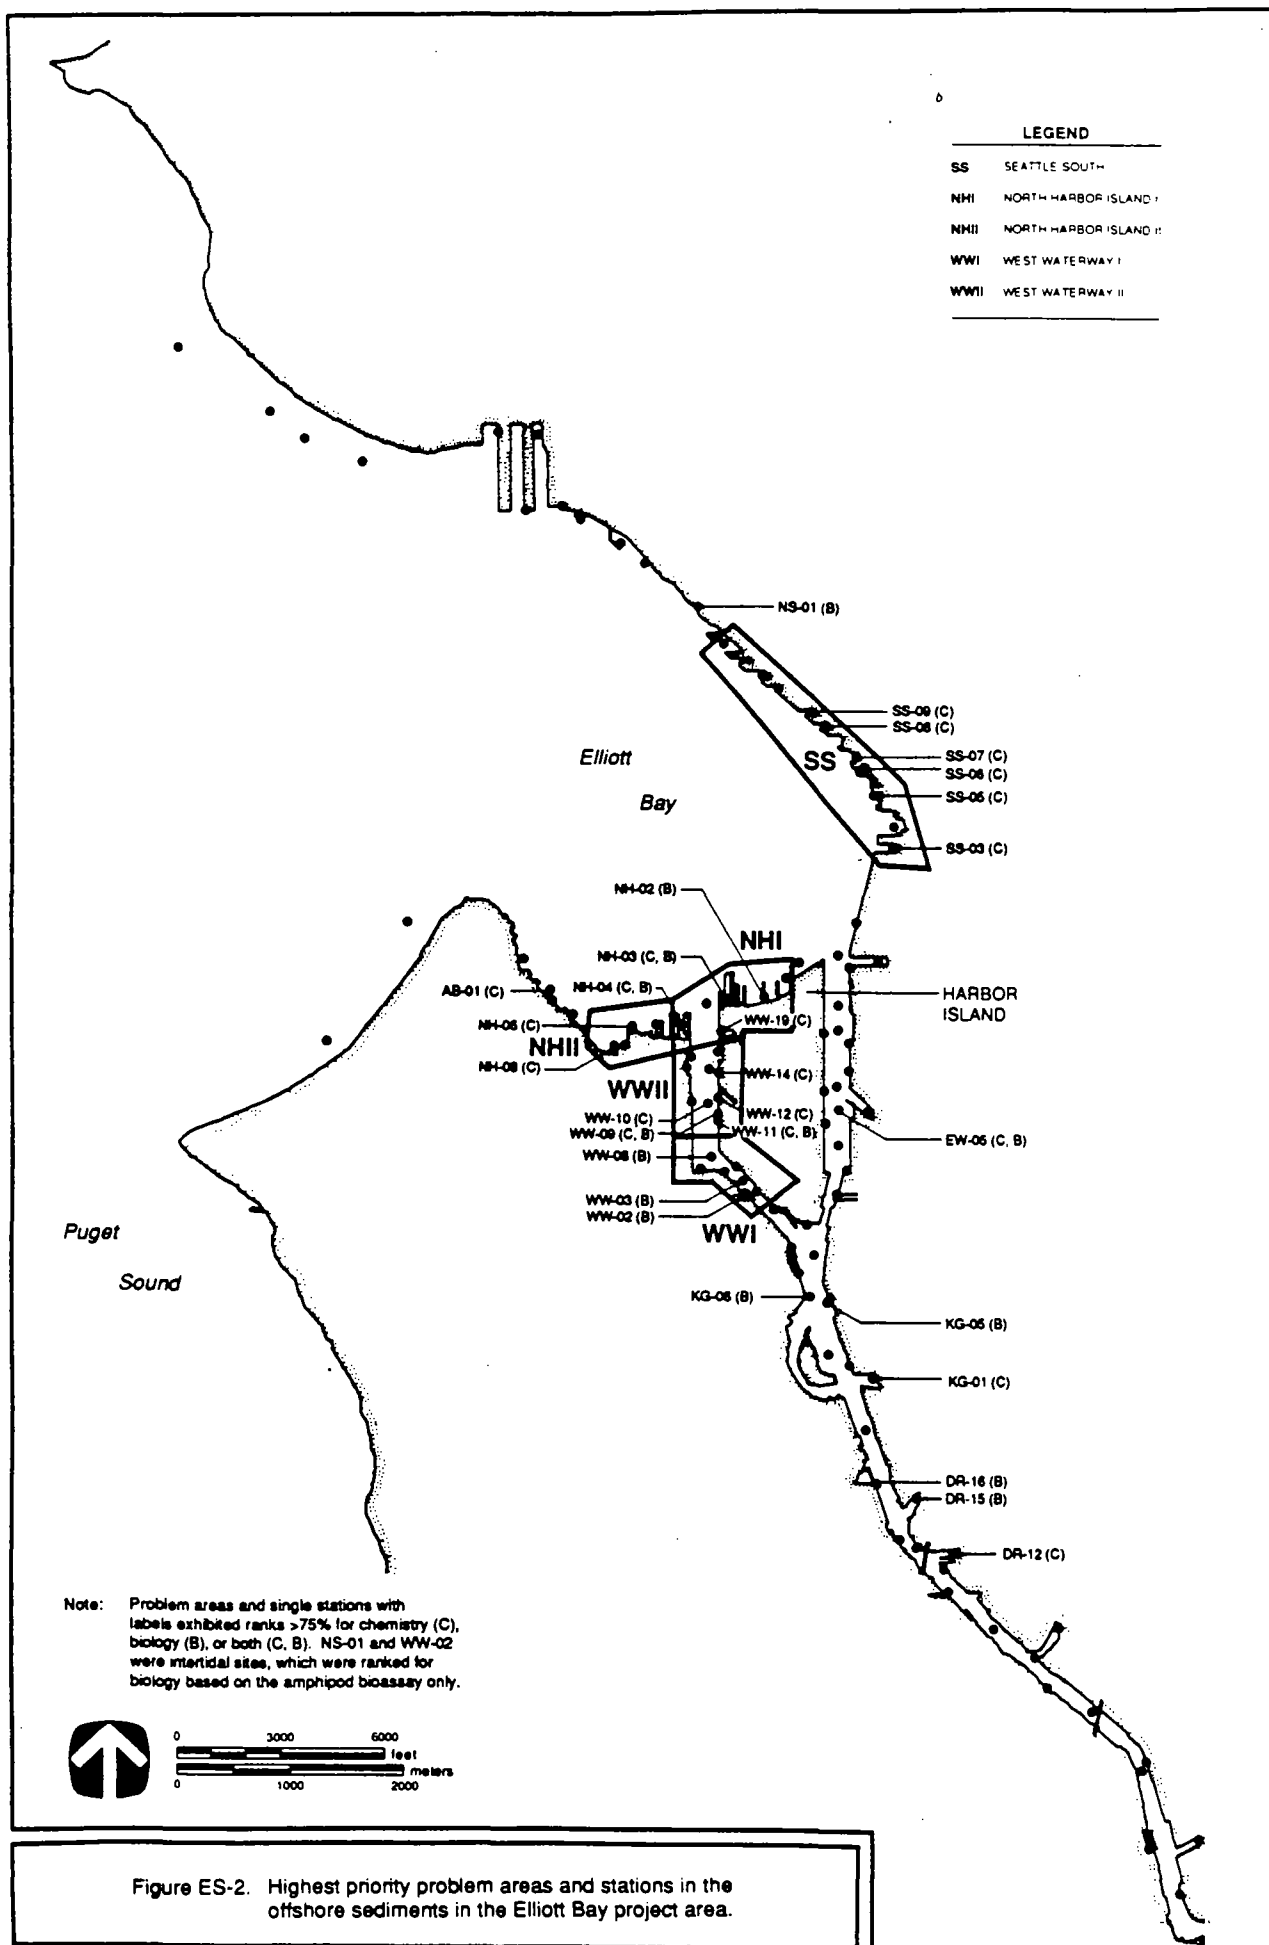 LEGEND
SS SEATTLE SOUTH
NHI NORTH HARBOR ISLAND I
NHII NORTH HARBOR ISLAND II
WWI WEST WATERWAY I
WWII WEST WATERWAY II
NS-01 (B)
SS-09 (C)
SS-08 (C)
SS-07 (C)
SS-06 (C)
SS-05 (C)
SS-03 (C)
SS
Elliott
Bay
NH-02 (B)
NHI
NH-03 (C, B)
NH-04 (C, B)
AB-01 (C)
HARBOR
ISLAND
NH-05 (C)
WW-19 (C)
NHII
NH-08 (C)
WW-14 (C)
WWII
WW-10 (C)
WW-12 (C)
WW-09 (C, B)
WW-11 (C, B)
EW-05 (C, B)
WW-08 (B)
WW-03 (B)
WW-02 (B)
WWI
Puget
Sound
KG-06 (B)
KG-05 (B)
KG-01 (C)
DR-16 (B)
DR-15 (B)
DR-12 (C)
Note: Problem areas and single stations with
labels exhibited ranks >75% for chemistry (C),
biology (B), or both (C, B). NS-01 and WW-02
were intertidal sites, which were ranked for
biology based on the amphipod bioassay only.
0 3000 6000
feet
meters
0 1000 2000
Figure ES-2. Highest priority problem areas and stations in the
offshore sediments in the Elliott Bay project area.